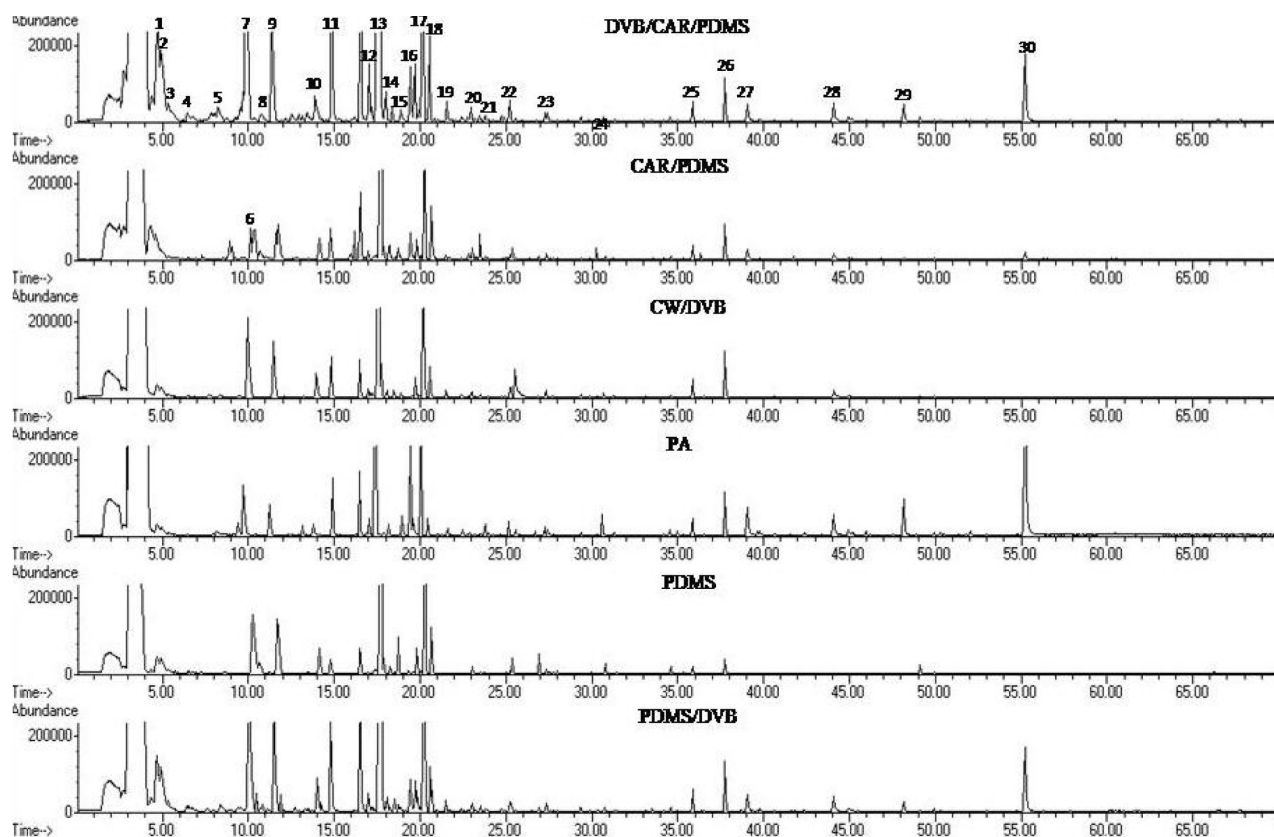 Abundance DVB/CAR/PDMS
1 7 9 11 13 17 18 30
2 12 16
200000 26
3 4 5 8 10 14 15 19 20 21 22 23 25 27 28 29
0 24
5.00 10.00 15.00 20.00 25.00 30.00 35.00 40.00 45.00 50.00 55.00 60.00 65.00
Time-->
Abundance CAR/PDMS
200000
6
0
5.00 10.00 15.00 20.00 25.00 30.00 35.00 40.00 45.00 50.00 55.00 60.00 65.00
Time-->
Abundance CW/DVB
200000
0
5.00 10.00 15.00 20.00 25.00 30.00 35.00 40.00 45.00 50.00 55.00 60.00 65.00
Time-->
Abundance PA
200000
0
5.00 10.00 15.00 20.00 25.00 30.00 35.00 40.00 45.00 50.00 55.00 60.00 65.00
Time-->
Abundance PDMS
200000
0
5.00 10.00 15.00 20.00 25.00 30.00 35.00 40.00 45.00 50.00 55.00 60.00 65.00
Time-->
Abundance PDMS/DVB
200000
0
5.00 10.00 15.00 20.00 25.00 30.00 35.00 40.00 45.00 50.00 55.00 60.00 65.00
Time-->